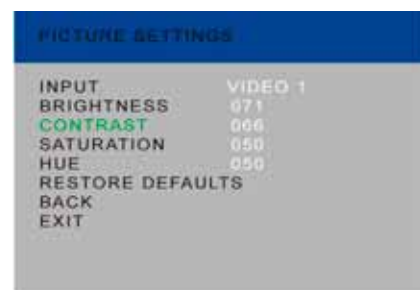 PICTURE SETTINGS
INPUT VIDEO 1
BRIGHTNESS 071
CONTRAST 066
SATURATION 050
HUE 050
RESTORE DEFAULTS
BACK
EXIT